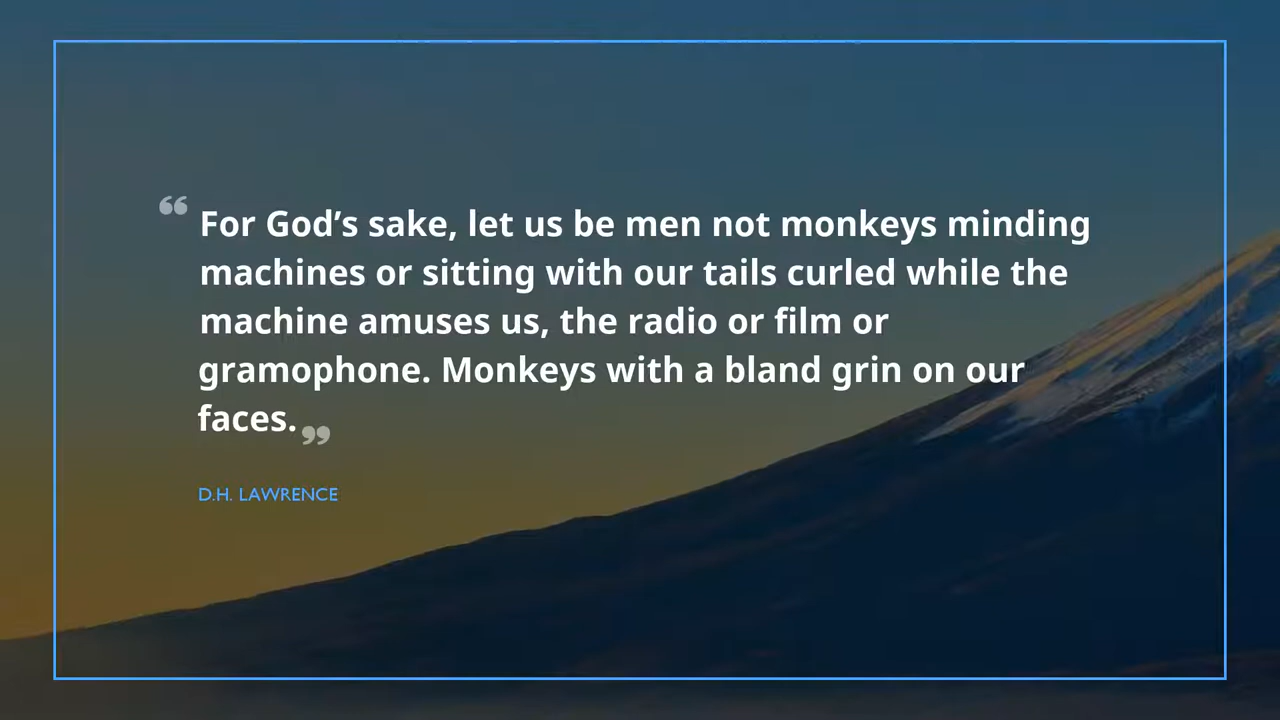 “For God’s sake, let us be men not monkeys minding
machines or sitting with our tails curled while the
machine amuses us, the radio or film or
gramophone. Monkeys with a bland grin on our
faces.”
D.H. LAWRENCE